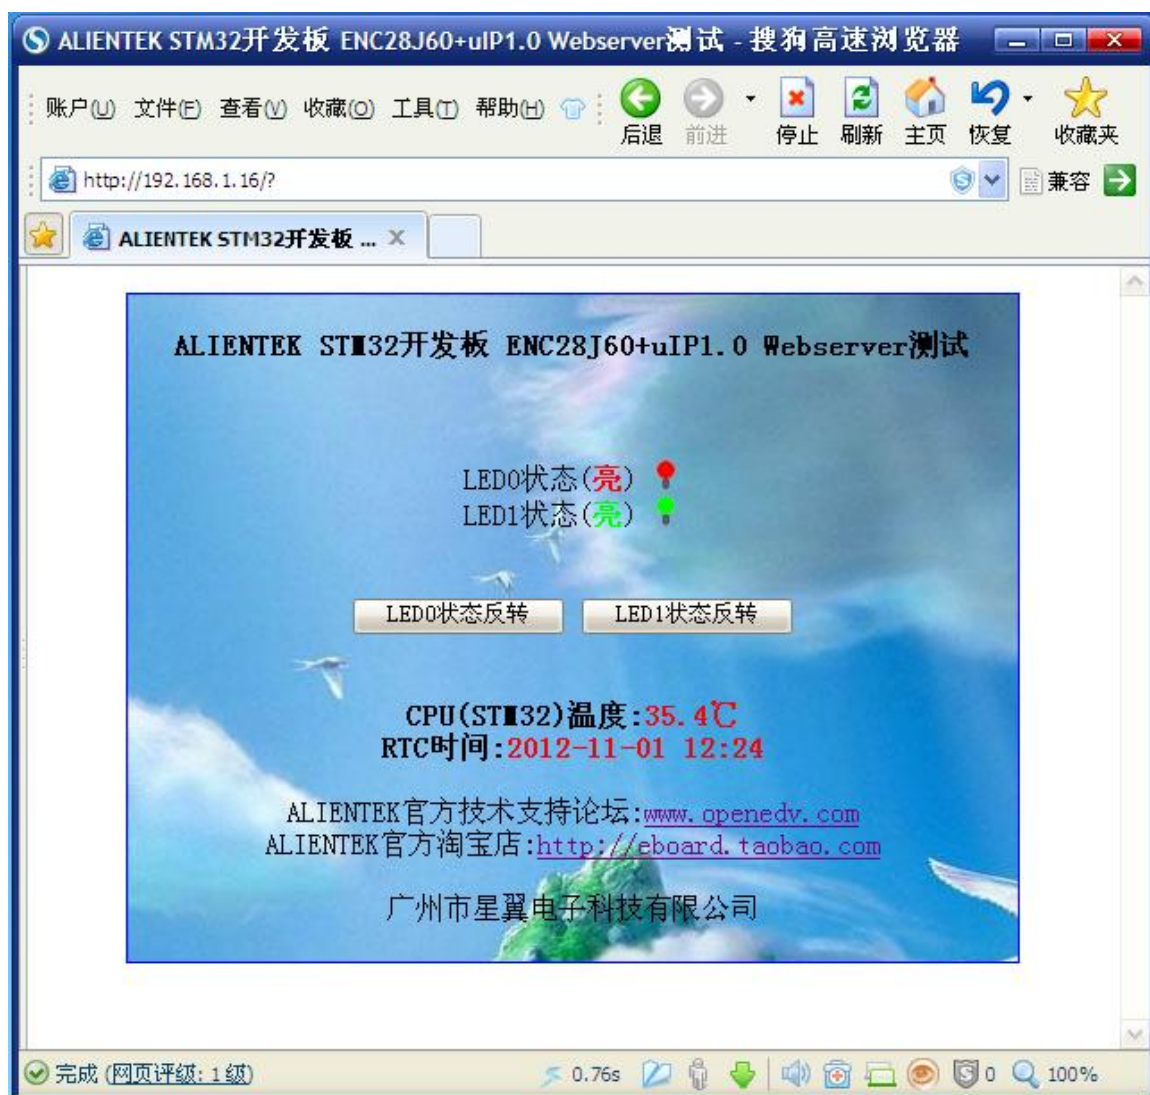 ALIENTEK STM32开发板 ENC28J60+uIP1.0 Webserver测试 - 搜狗高速浏览器
账户(U) 文件(F) 查看(V) 收藏(O) 工具(T) 帮助(H)
后退 前进 停止 刷新 主页 恢复 收藏夹
http://192.168.1.16/?
兼容
ALIENTEK STM32开发板 ...
ALIENTEK STM32开发板 ENC28J60+uIP1.0 Webserver测试
LED0状态(亮)
LED1状态(亮)
LED0状态反转 LED1状态反转
CPU(STM32)温度:35.4℃
RTC时间:2012-11-01 12:24
ALIENTEK官方技术支持论坛:www.openedv.com
ALIENTEK官方淘宝店:http://eboard.taobao.com
广州市星翼电子科技有限公司
完成 (网页评级: 1级) 0.76s 0 100%